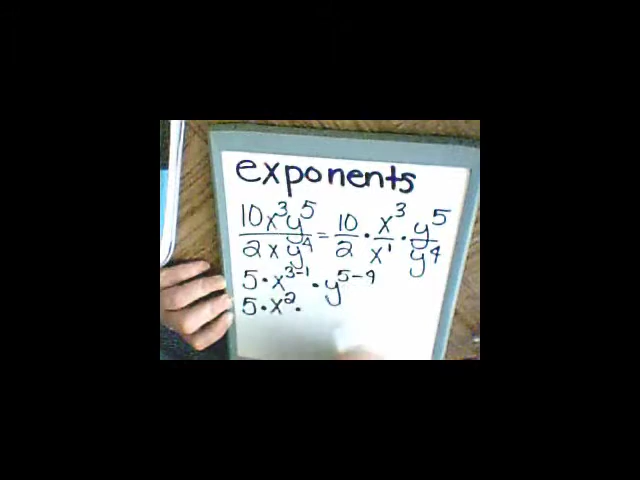 exponents
10x³y⁵ / 2xy⁴ = 10/2 · x³/x¹ · y⁵/y⁴
5 · x³⁻¹ · y⁵⁻⁴
5 · x² ·